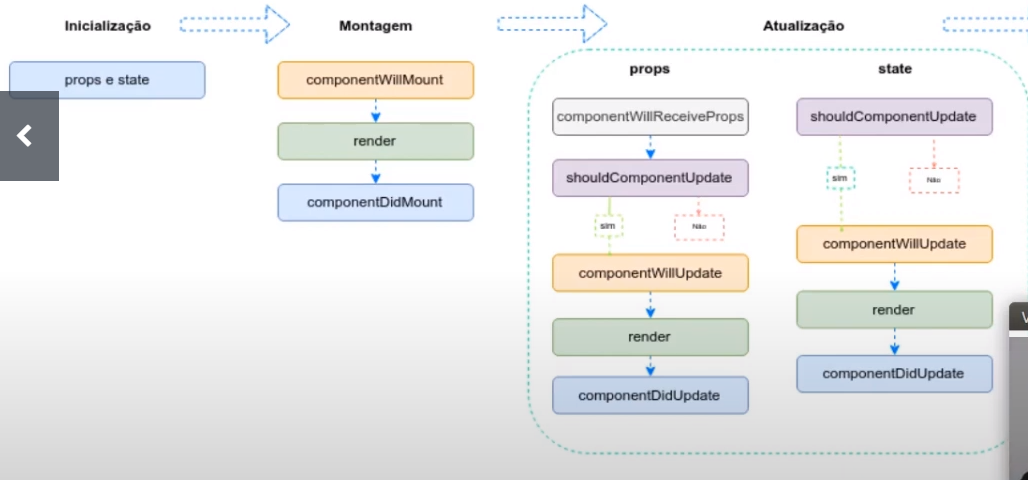 Inicialização
Montagem
Atualização
props e state
componentWillMount
render
componentDidMount
props
componentWillReceiveProps
shouldComponentUpdate
sim
Não
componentWillUpdate
render
componentDidUpdate
state
shouldComponentUpdate
sim
Não
componentWillUpdate
render
componentDidUpdate